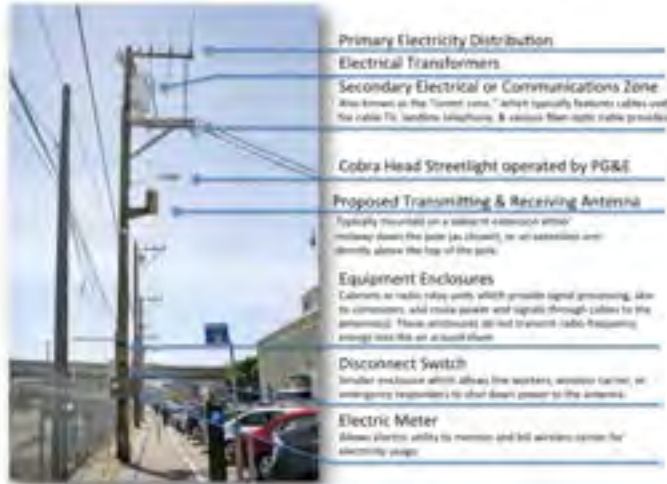 Primary Electricity Distribution
Electrical Transformers
Secondary Electrical or Communications Zone
Also known as the "comm zone," which typically features cables used
for cable TV, landline telephone, & various fiber optic cable providers
Cobra Head Streetlight operated by PG&E
Proposed Transmitting & Receiving Antenna
Typically mounted on a sidearm extension either
midway down the pole (as shown), or an extension arm
directly above the top of the pole.
Equipment Enclosures
Cabinets or radio relay units which provide signal processing, akin
to computers, and route power and signals through cables to the
antenna(s). These enclosures do not transmit radio frequency
energy into the air around them
Disconnect Switch
Smaller enclosure which allows line workers, wireless carrier, or
emergency responders to shut down power to the antenna.
Electric Meter
Allows electric utility to monitor and bill wireless carrier for
electricity usage.